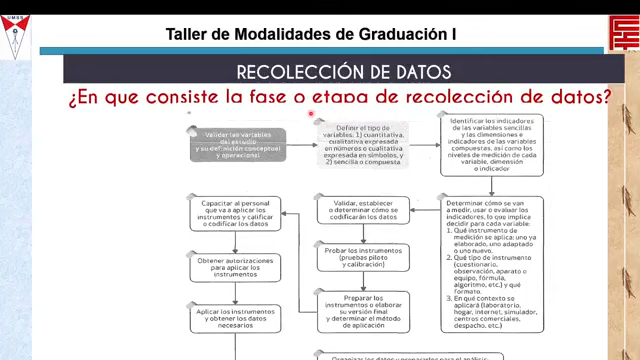 UMSS
Taller de Modalidades de Graduación I
RECOLECCIÓN DE DATOS
¿En que consiste la fase o etapa de recolección de datos?
Validar las variables
del estudio
y su definición conceptual
y operacional
Definir el tipo de
variables: 1) cuantitativa,
cualitativa expresada
en números o cualitativa
expresada en símbolos, y
2) sencilla o compuesta
Identificar los indicadores
de las variables sencillas
y las dimensiones e
indicadores de las variables
compuestas, así como los
niveles de medición de cada
variable, dimensión
o indicador
Capacitar al personal
que va a aplicar los
instrumentos y calificar
o codificar los datos
Validar, establecer
o determinar cómo se
codificarán los datos
Determinar cómo se van
a medir, usar o evaluar los
indicadores, lo que implica
decidir para cada variable:
1. Qué instrumento de
medición se aplica: uno ya
elaborado, uno adaptado
o uno nuevo.
2. Qué tipo de instrumento
(cuestionario,
observación, aparato o
equipo, fórmula,
algoritmo, etc.) y qué
formato.
3. En qué contexto se
aplicará (laboratorio,
hogar, internet, simulador,
centros comerciales,
despacho, etc.)
Obtener autorizaciones
para aplicar los
instrumentos
Probar los instrumentos
(pruebas piloto
y calibración)
Aplicar los instrumentos
y obtener los datos
necesarios
Preparar los
instrumentos o elaborar
su versión final
y determinar el método
de aplicación
Organizar los datos y prepararlos para el análisis